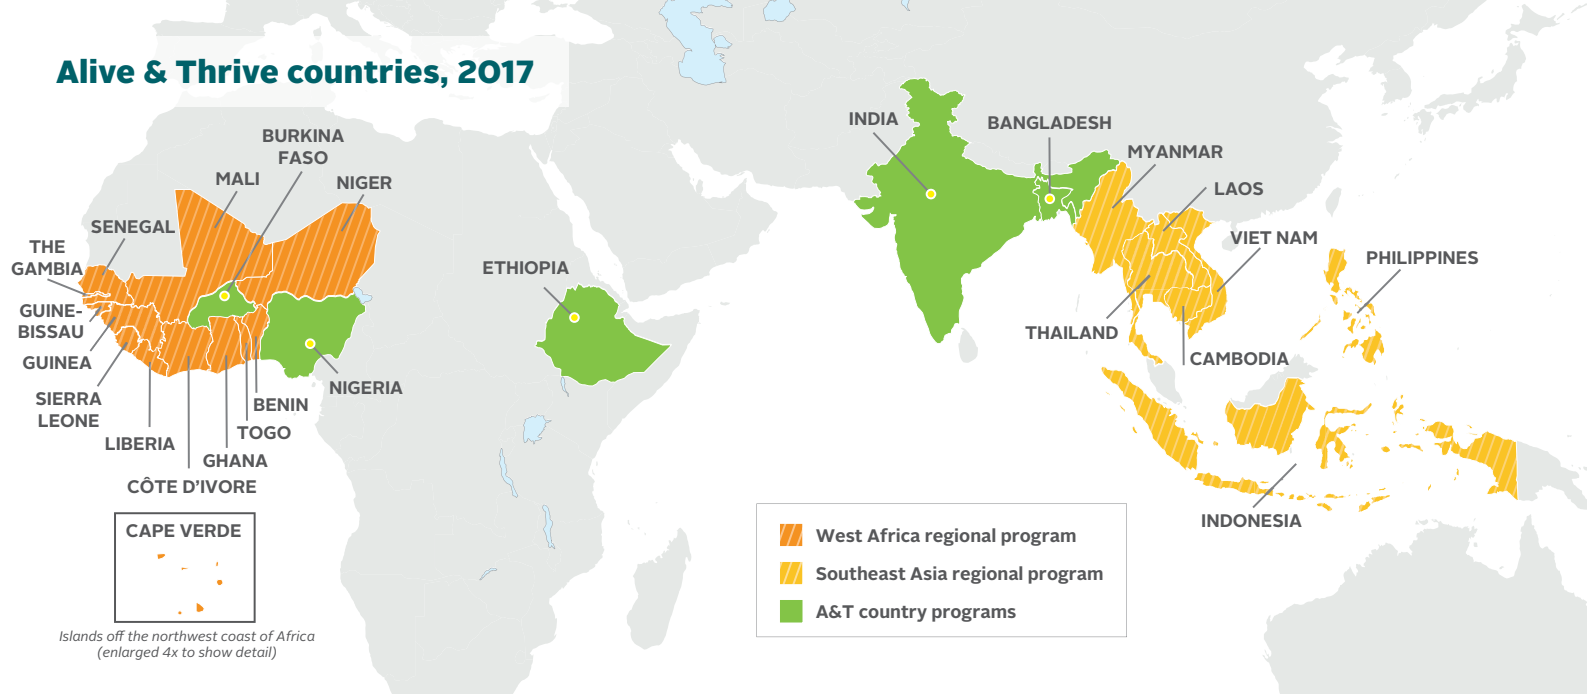 Alive & Thrive countries, 2017
BURKINA
FASO
MALI
NIGER
SENEGAL
THE
GAMBIA
GUINE-
BISSAU
GUINEA
SIERRA
LEONE
LIBERIA
CÔTE D'IVORE
GHANA
TOGO
BENIN
NIGERIA
ETHIOPIA
INDIA
BANGLADESH
MYANMAR
LAOS
VIET NAM
PHILIPPINES
THAILAND
CAMBODIA
INDONESIA
CAPE VERDE
Islands off the northwest coast of Africa
(enlarged 4x to show detail)
West Africa regional program
Southeast Asia regional program
A&T country programs